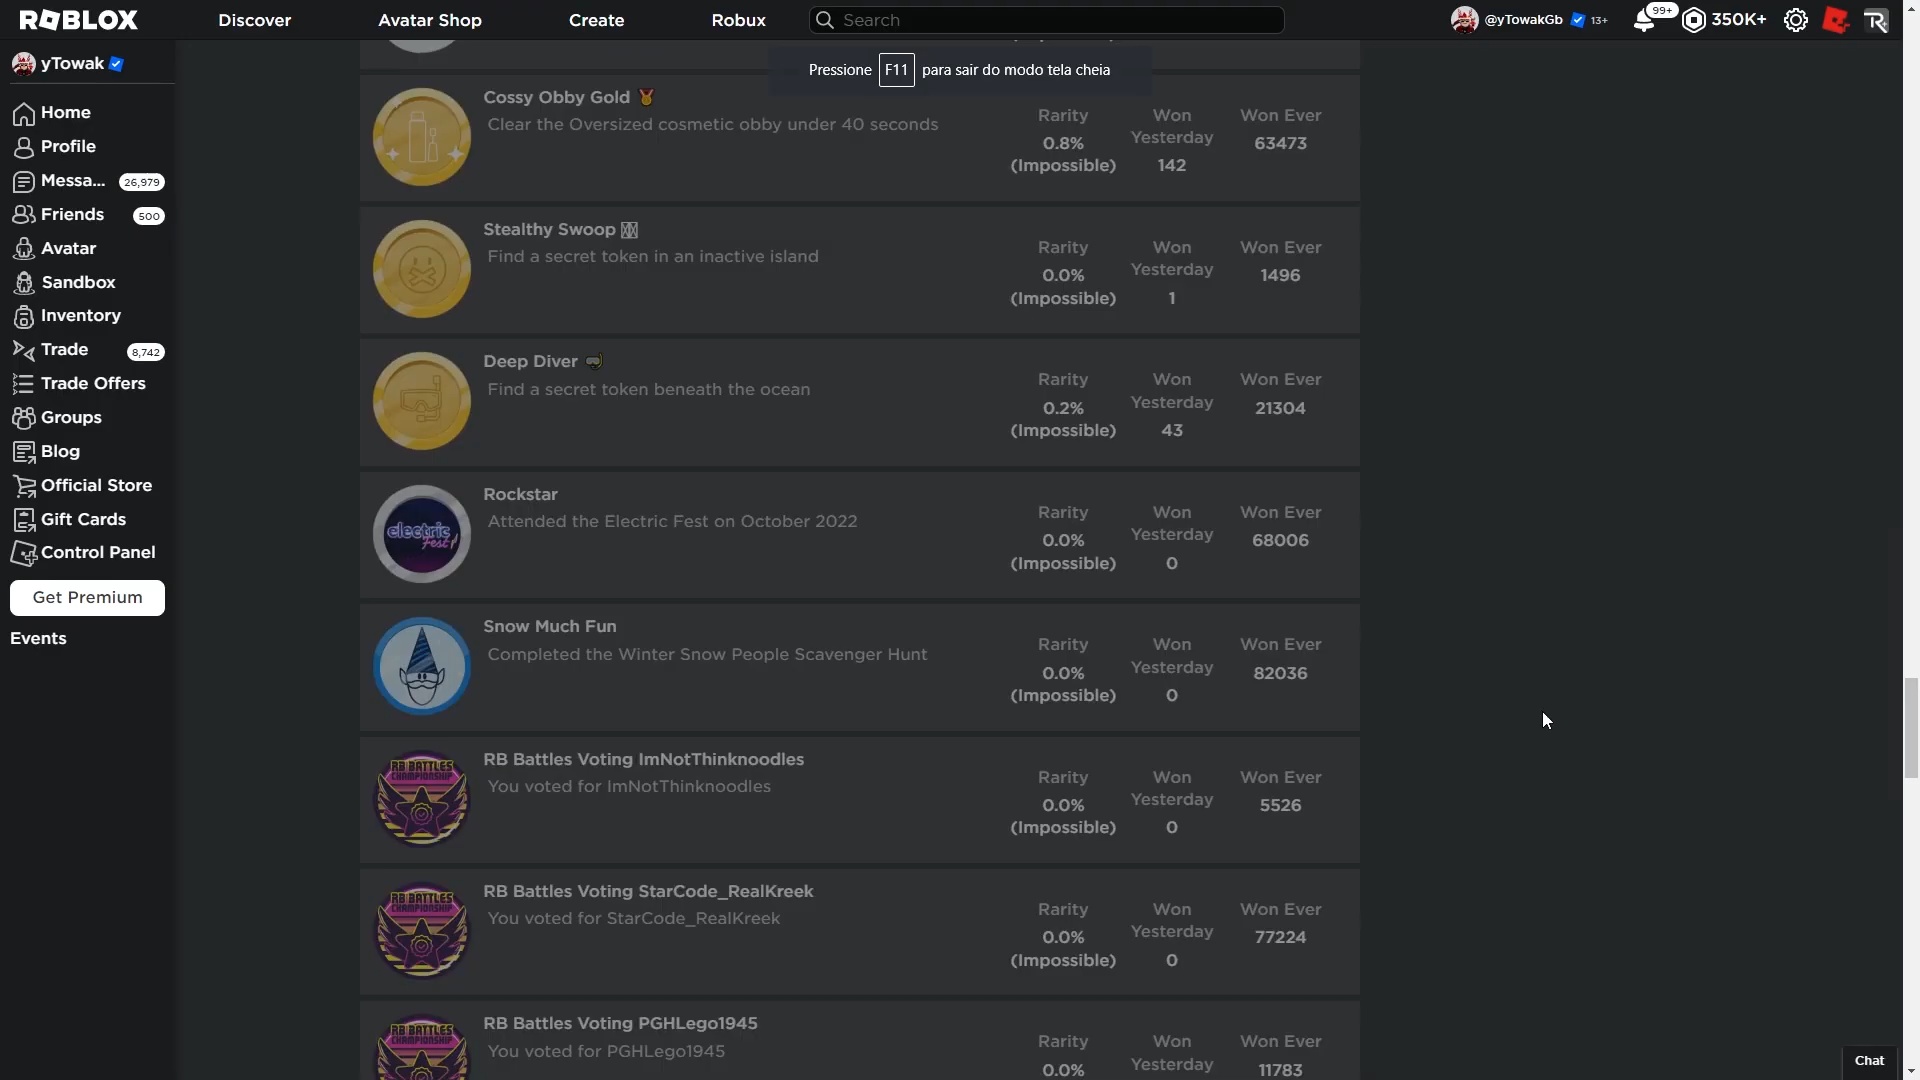 ROBLOX
Discover
Avatar Shop
Create
Robux
Search
@yTowakGb
13+
99+
350K+
yTowak
Home
Profile
Messa... 26,979
Friends 500
Avatar
Sandbox
Inventory
Trade 8,742
Trade Offers
Groups
Blog
Official Store
Gift Cards
Control Panel
Get Premium
Events
Pressione F11 para sair do modo tela cheia
Cossy Obby Gold
Clear the Oversized cosmetic obby under 40 seconds
Rarity
0.8%
(Impossible)
Won
Yesterday
142
Won Ever
63473
Stealthy Swoop
Find a secret token in an inactive island
Rarity
0.0%
(Impossible)
Won
Yesterday
1
Won Ever
1496
Deep Diver
Find a secret token beneath the ocean
Rarity
0.2%
(Impossible)
Won
Yesterday
43
Won Ever
21304
electric
Fest
Rockstar
Attended the Electric Fest on October 2022
Rarity
0.0%
(Impossible)
Won
Yesterday
0
Won Ever
68006
Snow Much Fun
Completed the Winter Snow People Scavenger Hunt
Rarity
0.0%
(Impossible)
Won
Yesterday
0
Won Ever
82036
RB BATTLES
CHAMPIONSHIP
RB Battles Voting ImNotThinknoodles
You voted for ImNotThinknoodles
Rarity
0.0%
(Impossible)
Won
Yesterday
0
Won Ever
5526
RB BATTLES
CHAMPIONSHIP
RB Battles Voting StarCode_RealKreek
You voted for StarCode_RealKreek
Rarity
0.0%
(Impossible)
Won
Yesterday
0
Won Ever
77224
RB BATTLES
CHAMPIONSHIP
RB Battles Voting PGHLego1945
You voted for PGHLego1945
Rarity
0.0%
Won
Yesterday
Won Ever
11783
Chat